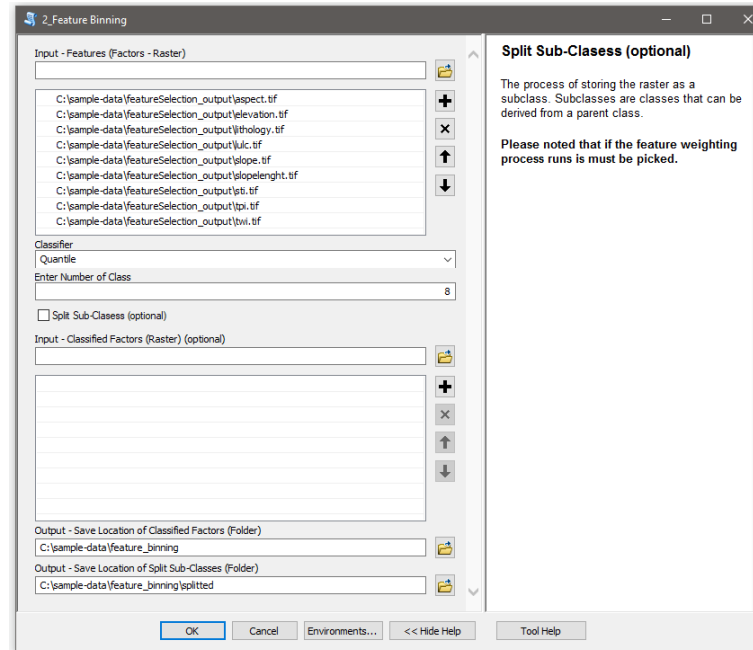 2_Feature Binning
Input - Features (Factors - Raster)
C:\sample-data\featureSelection_output\aspect.tif
C:\sample-data\featureSelection_output\elevation.tif
C:\sample-data\featureSelection_output\lithology.tif
C:\sample-data\featureSelection_output\lulc.tif
C:\sample-data\featureSelection_output\slope.tif
C:\sample-data\featureSelection_output\slopelenght.tif
C:\sample-data\featureSelection_output\sti.tif
C:\sample-data\featureSelection_output\tpi.tif
C:\sample-data\featureSelection_output\twi.tif
Classifier
Quantile
Enter Number of Class
8
Split Sub-Clasess (optional)
Input - Classified Factors (Raster) (optional)
Output - Save Location of Classified Factors (Folder)
C:\sample-data\feature_binning
Output - Save Location of Split Sub-Classes (Folder)
C:\sample-data\feature_binning\splitted
Split Sub-Clasess (optional)
The process of storing the raster as a
subclass. Subclasses are classes that can be
derived from a parent class.
Please noted that if the feature weighting
process runs is must be picked.
OK
Cancel
Environments...
<< Hide Help
Tool Help